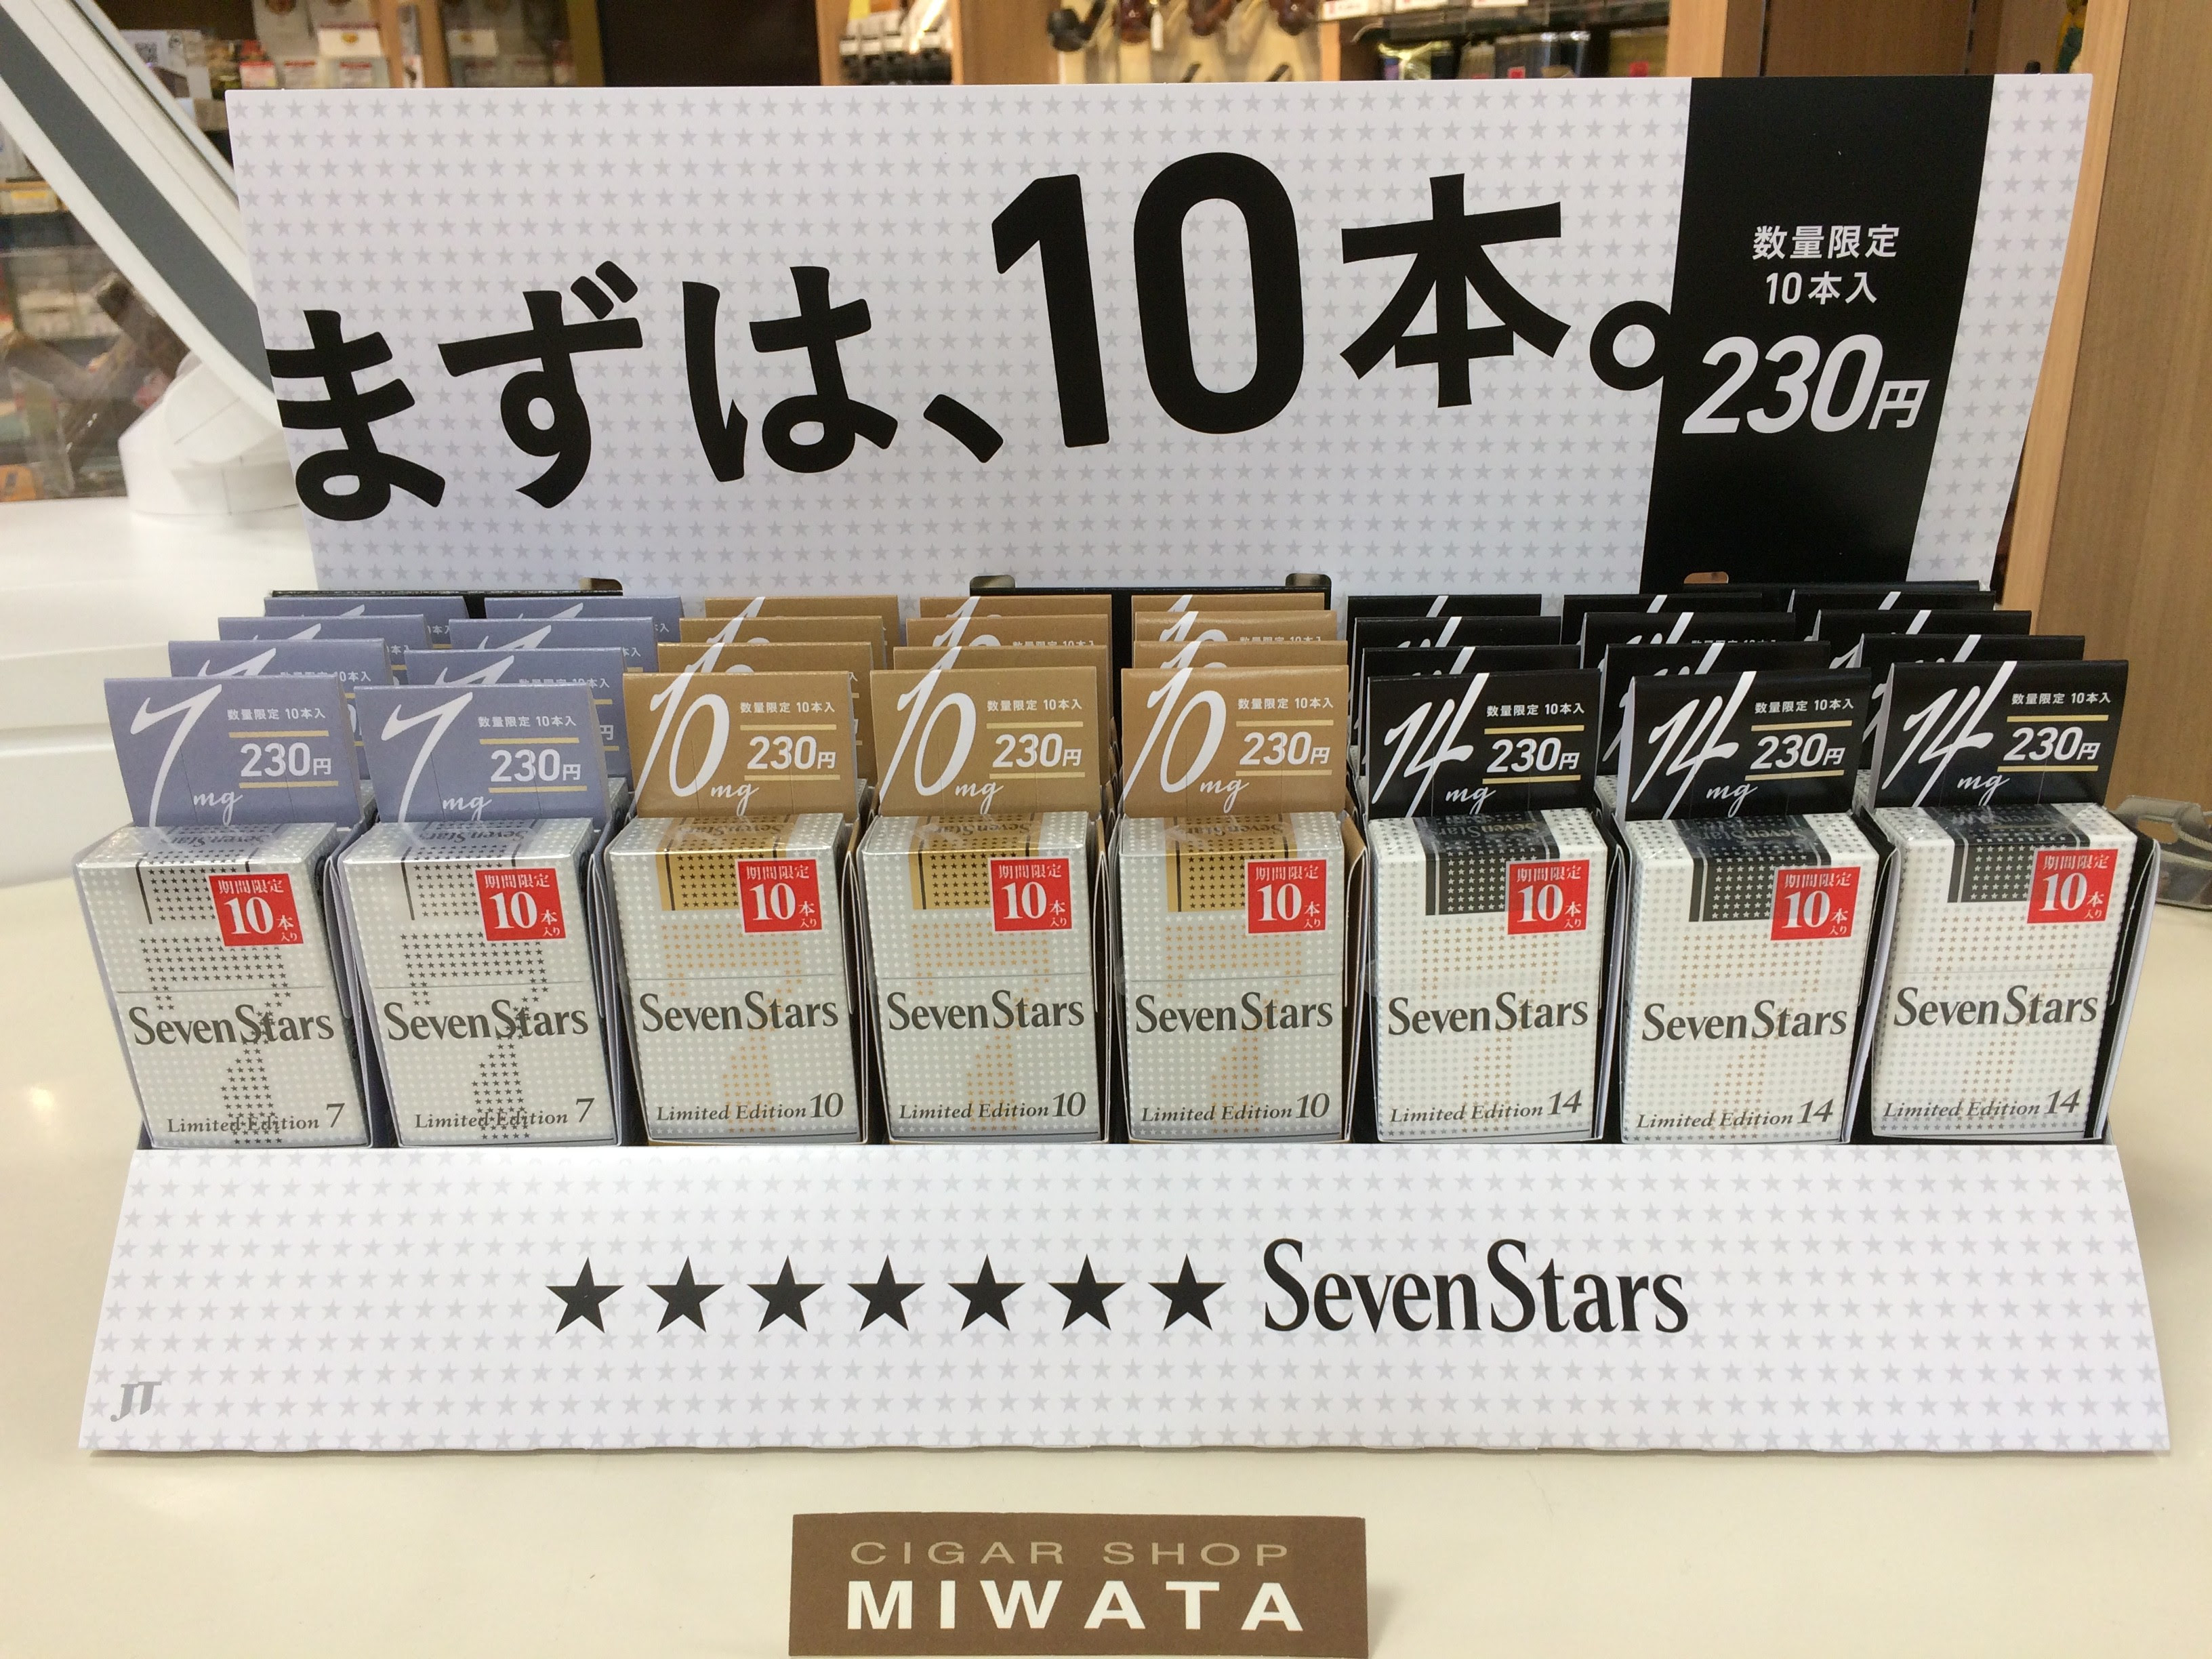 まずは、10本。
数量限定
10本入
230円
7mg 数量限定 10本入 230円
7mg 数量限定 10本入 230円
10mg 数量限定 10本入 230円
10mg 数量限定 10本入 230円
10mg 数量限定 10本入 230円
14mg 数量限定 10本入 230円
14mg 数量限定 10本入 230円
14mg 数量限定 10本入 230円
期間限定 10本入り
SevenStars
Limited Edition 7
期間限定 10本入り
SevenStars
Limited Edition 7
期間限定 10本入り
SevenStars
Limited Edition 10
期間限定 10本入り
SevenStars
Limited Edition 10
期間限定 10本入り
SevenStars
Limited Edition 10
期間限定 10本入り
SevenStars
Limited Edition 14
期間限定 10本入り
SevenStars
Limited Edition 14
期間限定 10本入り
SevenStars
Limited Edition 14
★★★★★★★ SevenStars
JT
CIGAR SHOP
MIWATA